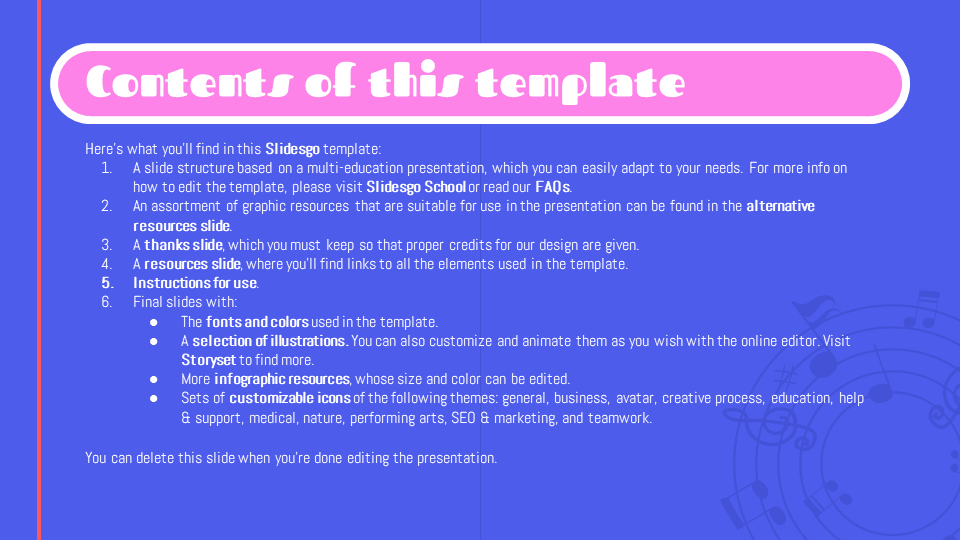 Contents of this template
Here's what you'll find in this Slidesgo template:
1. A slide structure based on a multi-education presentation, which you can easily adapt to your needs. For more info on
how to edit the template, please visit Slidesgo School or read our FAQs.
2. An assortment of graphic resources that are suitable for use in the presentation can be found in the alternative
resources slide.
3. A thanks slide, which you must keep so that proper credits for our design are given.
4. A resources slide, where you'll find links to all the elements used in the template.
5. Instructions for use.
6. Final slides with:
● The fonts and colors used in the template.
● A selection of illustrations. You can also customize and animate them as you wish with the online editor. Visit
Storyset to find more.
● More infographic resources, whose size and color can be edited.
● Sets of customizable icons of the following themes: general, business, avatar, creative process, education, help
& support, medical, nature, performing arts, SEO & marketing, and teamwork.
You can delete this slide when you're done editing the presentation.